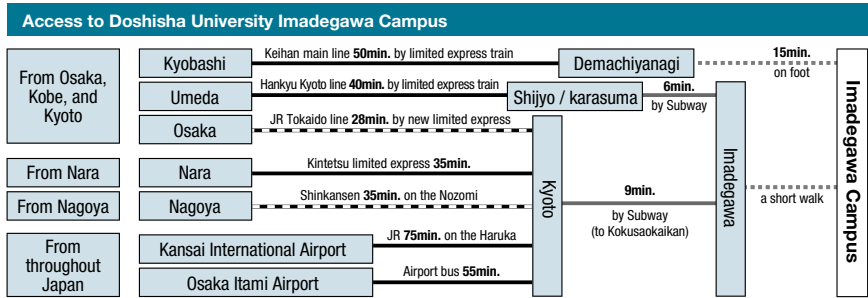 Access to Doshisha University Imadegawa Campus
From Osaka,
Kobe, and
Kyoto
Kyobashi
Keihan main line 50min. by limited express train
Demachiyanagi
15min.
on foot
Umeda
Hankyu Kyoto line 40min. by limited express train
Shijyo / karasuma
6min.
by Subway
Osaka
JR Tokaido line 28min. by new limited express
From Nara
Nara
Kintetsu limited express 35min.
From Nagoya
Nagoya
Shinkansen 35min. on the Nozomi
From
throughout
Japan
Kansai International Airport
JR 75min. on the Haruka
Osaka Itami Airport
Airport bus 55min.
Kyoto
9min.
by Subway
(to Kokusaokaikan)
Imadegawa
a short walk
Imadegawa Campus